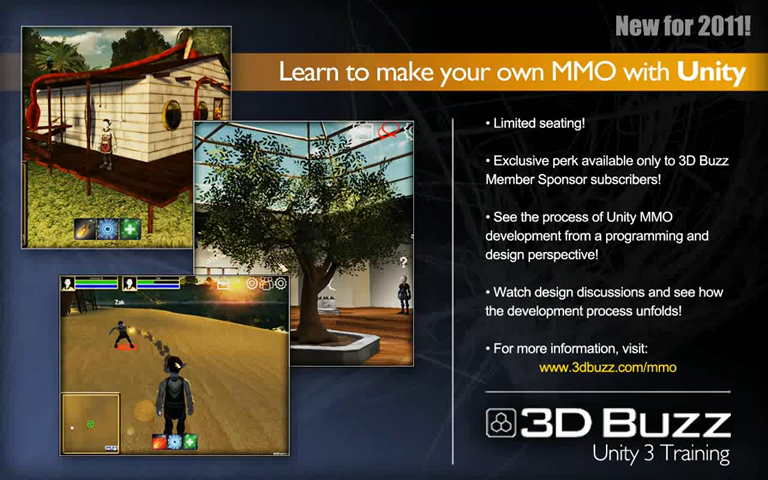 New for 2011!
Learn to make your own MMO with Unity
• Limited seating!
• Exclusive perk available only to 3D Buzz
Member Sponsor subscribers!
• See the process of Unity MMO
development from a programming and
design perspective!
• Watch design discussions and see how
the development process unfolds!
• For more information, visit:
www.3dbuzz.com/mmo
3D BUZZ
Unity 3 Training
?
Zak